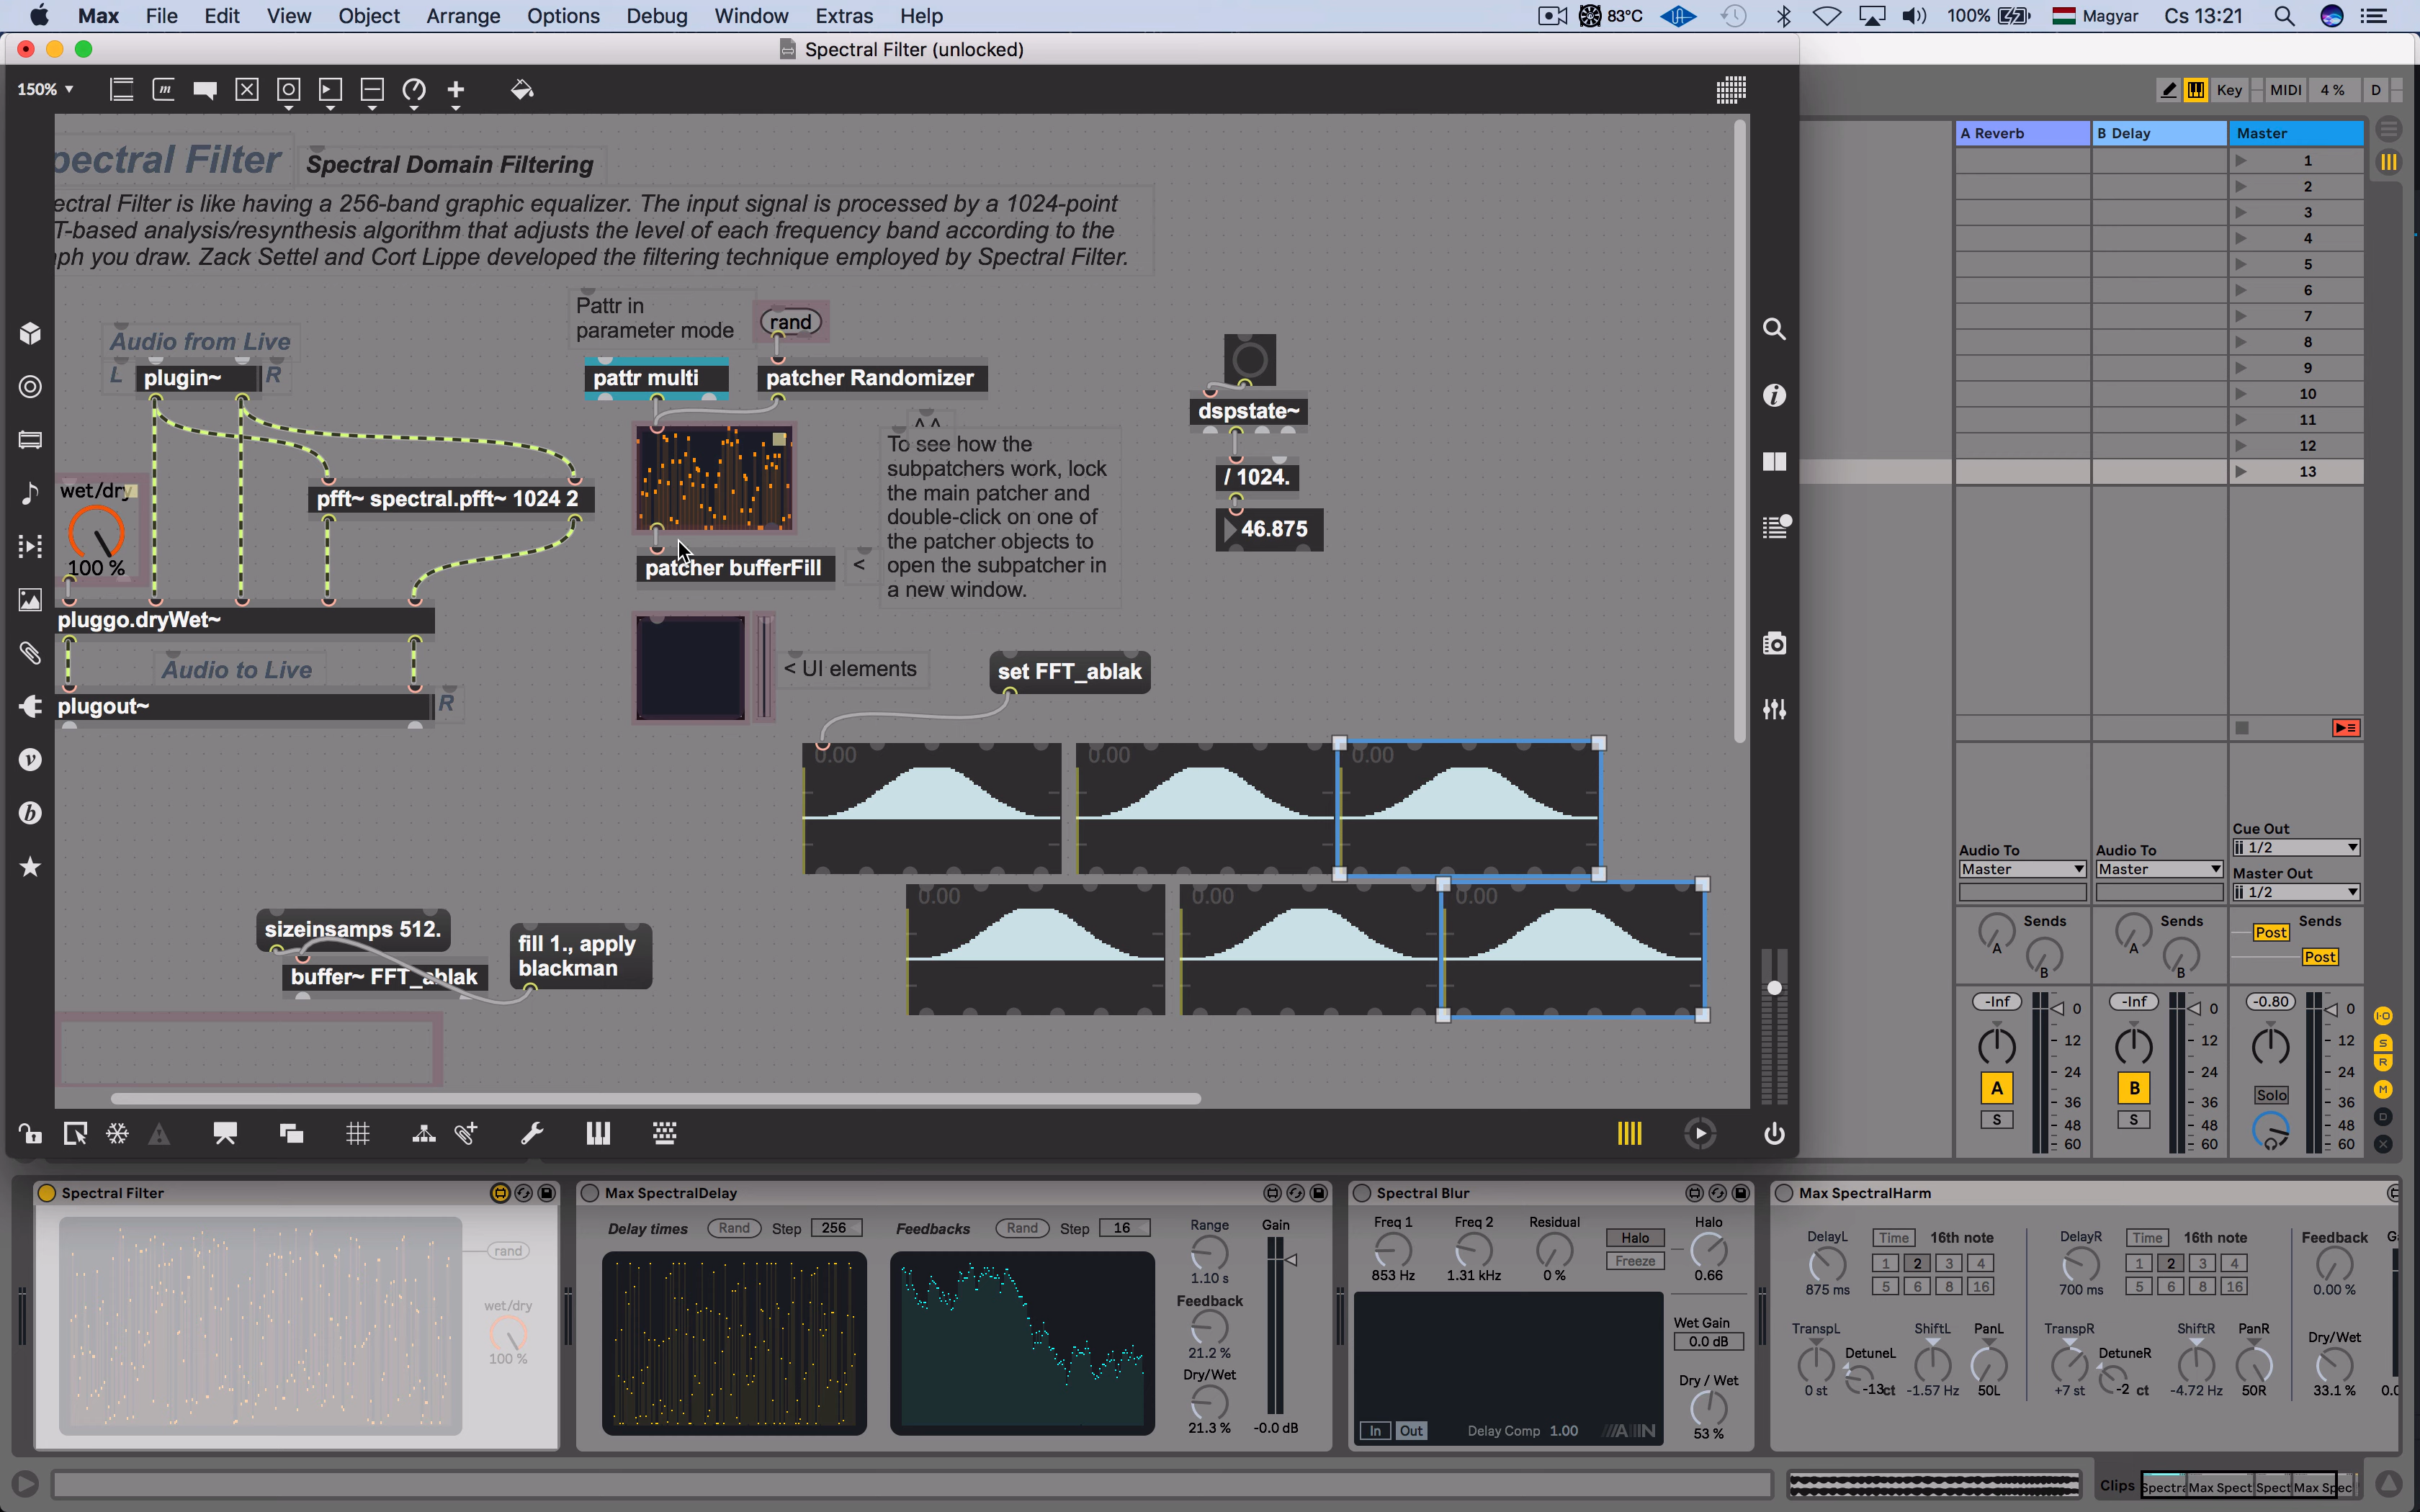 Max File Edit View Object Arrange Options Debug Window Extras Help 83°C 100% Magyar Cs 13:21
Spectral Filter (unlocked)
150%
Key MIDI 4 % D
pectral Filter Spectral Domain Filtering
ectral Filter is like having a 256-band graphic equalizer. The input signal is processed by a 1024-point
T-based analysis/resynthesis algorithm that adjusts the level of each frequency band according to the
ph you draw. Zack Settel and Cort Lippe developed the filtering technique employed by Spectral Filter.
Pattr in
parameter mode
rand
Audio from Live
L plugin~ R
pattr multi
patcher Randomizer
^^
To see how the
subpatchers work, lock
the main patcher and
double-click on one of
the patcher objects to
open the subpatcher in
a new window.
dspstate~
/ 1024.
46.875
wet/dry
100 %
pfft~ spectral.pfft~ 1024 2
patcher bufferFill <
pluggo.dryWet~
Audio to Live
plugout~ R
< UI elements
set FFT_ablak
0.00 0.00 0.00
0.00 0.00 0.00
sizeinsamps 512.
buffer~ FFT_ablak
fill 1., apply
blackman
A Reverb B Delay Master
1
2
3
4
5
6
7
8
9
10
11
12
13
Cue Out
1/2
Audio To Audio To
Master Master
Master Out
1/2
Sends Sends Sends
A B A B Post Post
-Inf -Inf -0.80
0 0 0
12 12 12
24 24 24
36 36 36
48 48 48
60 60 60
A B Solo
S S
I·O
S
R
M
D
X
Spectral Filter
rand
wet/dry
100 %
Max SpectralDelay
Delay times Rand Step 256 Feedbacks Rand Step 16
Range
1.10 s
Feedback
21.2 %
Dry/Wet
21.3 %
Gain
-0.0 dB
Spectral Blur
Freq 1 Freq 2 Residual Halo Halo
Freeze
853 Hz 1.31 kHz 0 % 0.66
Wet Gain
0.0 dB
Dry / Wet
53 %
In Out Delay Comp 1.00
Max SpectralHarm
DelayL Time 16th note DelayR Time 16th note Feedback
1 2 3 4 1 2 3 4
875 ms 5 6 8 16 700 ms 5 6 8 16 0.00 %
TranspL ShiftL PanL TranspR ShiftR PanR Dry/Wet
DetuneL DetuneR
0 st -13ct -1.57 Hz 50L +7 st -2 ct -4.72 Hz 50R 33.1 %
Clips Spectra Max Spect Spect Max Spec